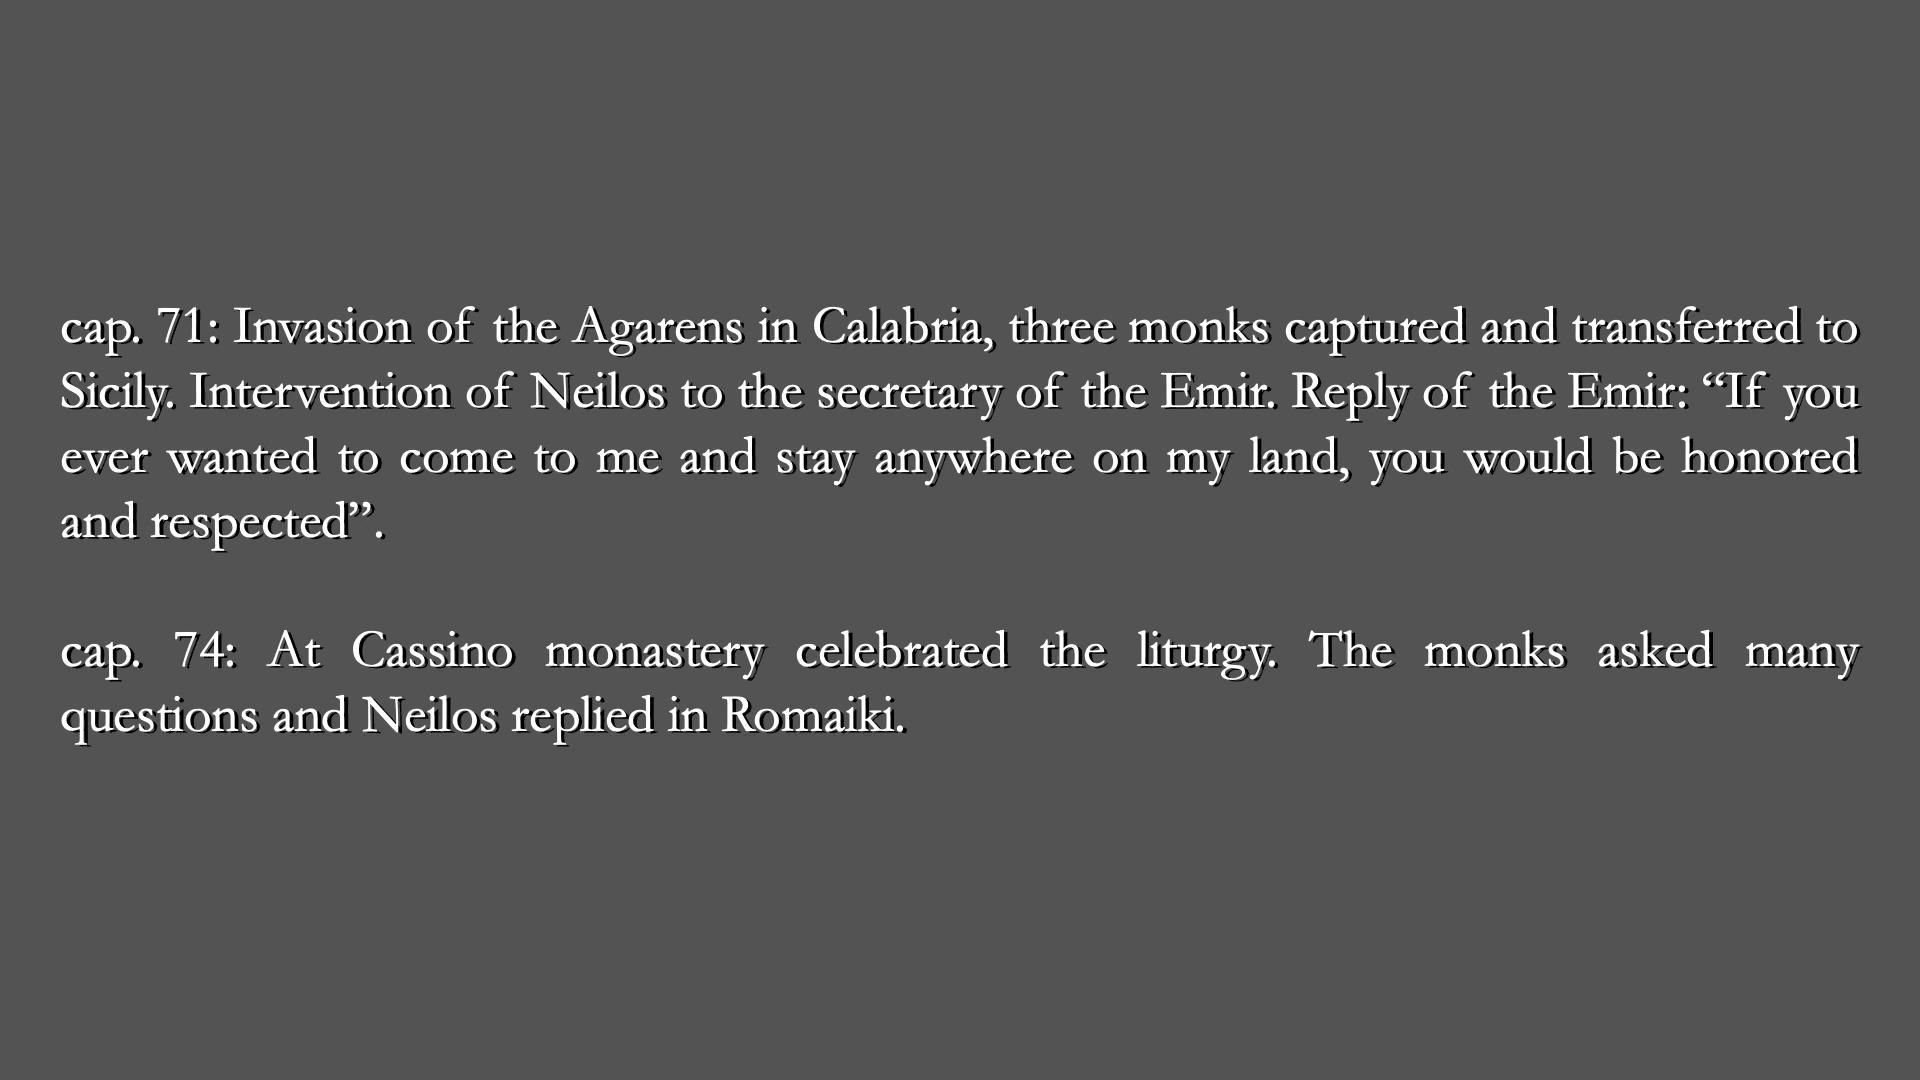 cap. 71: Invasion of the Agarens in Calabria, three monks captured and transferred to
Sicily. Intervention of Neilos to the secretary of the Emir. Reply of the Emir: “If you
ever wanted to come to me and stay anywhere on my land, you would be honored
and respected”.
cap. 74: At Cassino monastery celebrated the liturgy. The monks asked many
questions and Neilos replied in Romaiki.